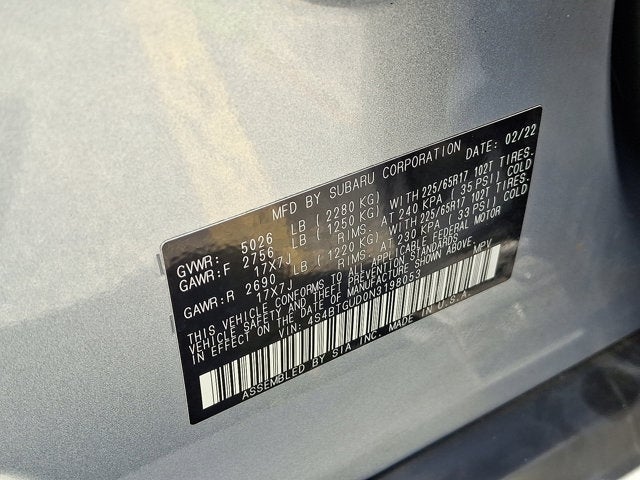 MFD BY SUBARU CORPORATION DATE: 02/22
GVWR: 5026 LB ( 2280 KG)
GAWR:F 2756 LB ( 1250 KG) WITH 225/65R17 102T TIRES.
17X7J RIMS. AT 240 KPA ( 35 PSI) COLD
GAWR:R 2690 LB ( 1220 KG) WITH 225/65R17 102T TIRES.
17X7J RIMS. AT 230 KPA ( 33 PSI) COLD
THIS VEHICLE CONFORMS TO ALL APPLICABLE FEDERAL MOTOR
VEHICLE SAFETY AND THEFT PREVENTION STANDARDS
IN EFFECT ON THE DATE OF MANUFACTURE SHOWN ABOVE.
VIN: 4S4BTGUD0N3198053 MPV
ASSEMBLED BY SIA INC. MADE IN U.S.A